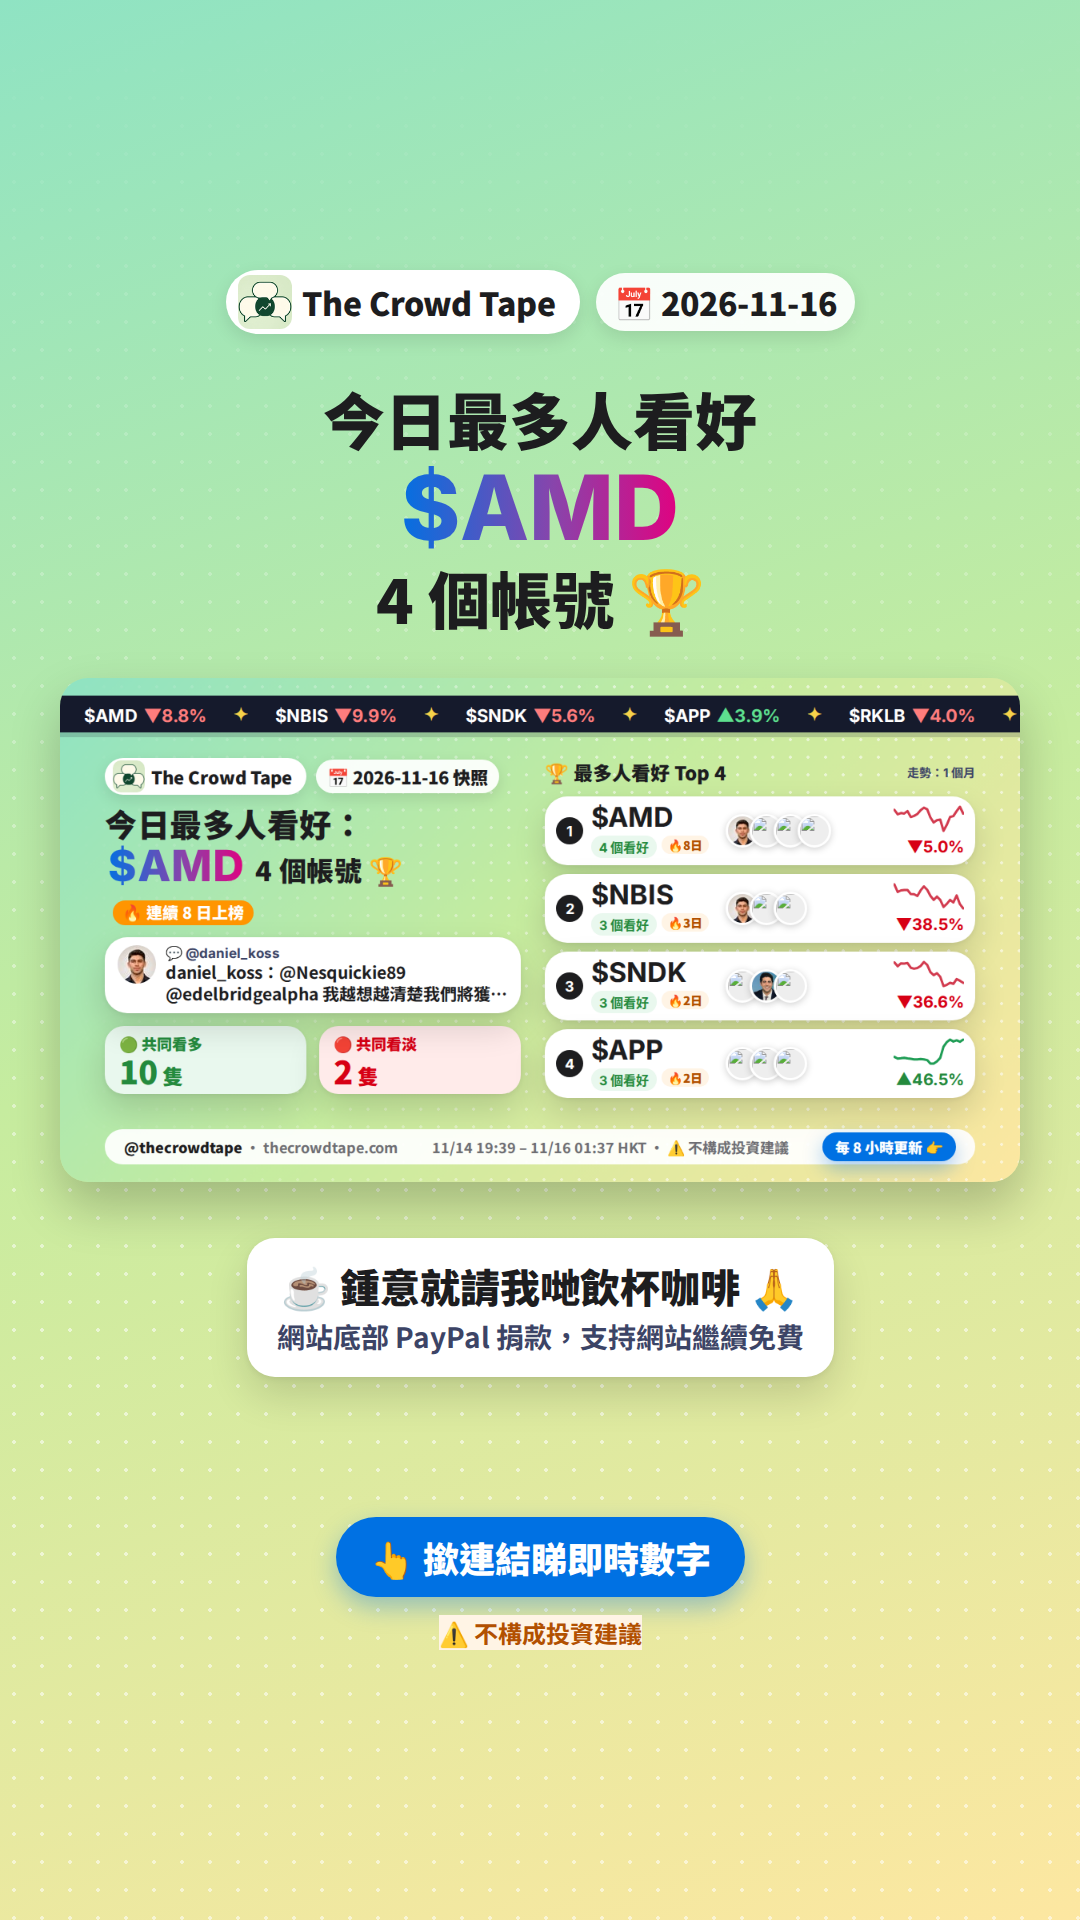 The Crowd Tape
July 17 2026-11-16
今日最多人看好
$AMD
4 個帳號 🏆
$AMD ▼8.8% ✦ $NBIS ▼9.9% ✦ $SNDK ▼5.6% ✦ $APP ▲3.9% ✦ $RKLB ▼4.0% ✦
The Crowd Tape
📅 2026-11-16 快照
今日最多人看好：
$AMD 4 個帳號 🏆
🔥 連續 8 日上榜
💬 @daniel_koss
daniel_koss：@Nesquickie89
@edelbridgealpha 我越想越清楚我們將獲…
🟢 共同看多
10 隻
🔴 共同看淡
2 隻
🏆 最多人看好 Top 4
走勢：1個月
1 $AMD
4 個看好 🔥8日
▼5.0%
2 $NBIS
3 個看好 🔥3日
▼38.5%
3 $SNDK
3 個看好 🔥2日
▼36.6%
4 $APP
3 個看好 🔥2日
▲46.5%
@thecrowdtape · thecrowdtape.com 11/14 19:39 – 11/16 01:37 HKT · ⚠️ 不構成投資建議
每 8 小時更新 👉
☕ 鍾意就請我哋飲杯咖啡 🙏
網站底部 PayPal 捐款，支持網站繼續免費
👆 撳連結睇即時數字
⚠️ 不構成投資建議